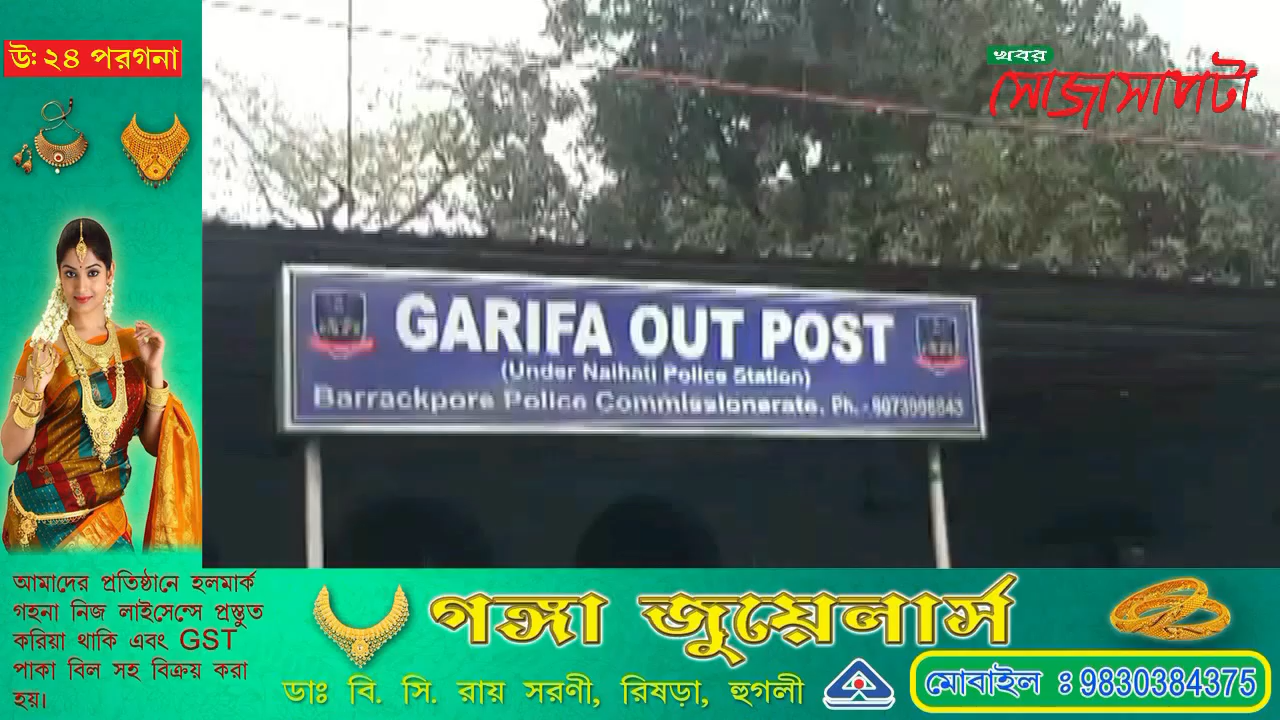 উঃ ২৪ পরগনা
খবর
সোজাসাপটা
GARIFA OUT POST
(Under Naihati Police Station)
Barrackpore Police Commissionerate. Ph. -
আমাদের প্রতিষ্ঠানে হলমার্ক
গহনা নিজ লাইসেন্সে প্রস্তুত
করিয়া থাকি এবং GST
পাকা বিল সহ বিক্রয় করা
হয়।
গঙ্গা জুয়েলার্স
ডাঃ বি. সি. রায় সরণী, রিষড়া, হুগলী
মোবাইল ঃ 9830384375